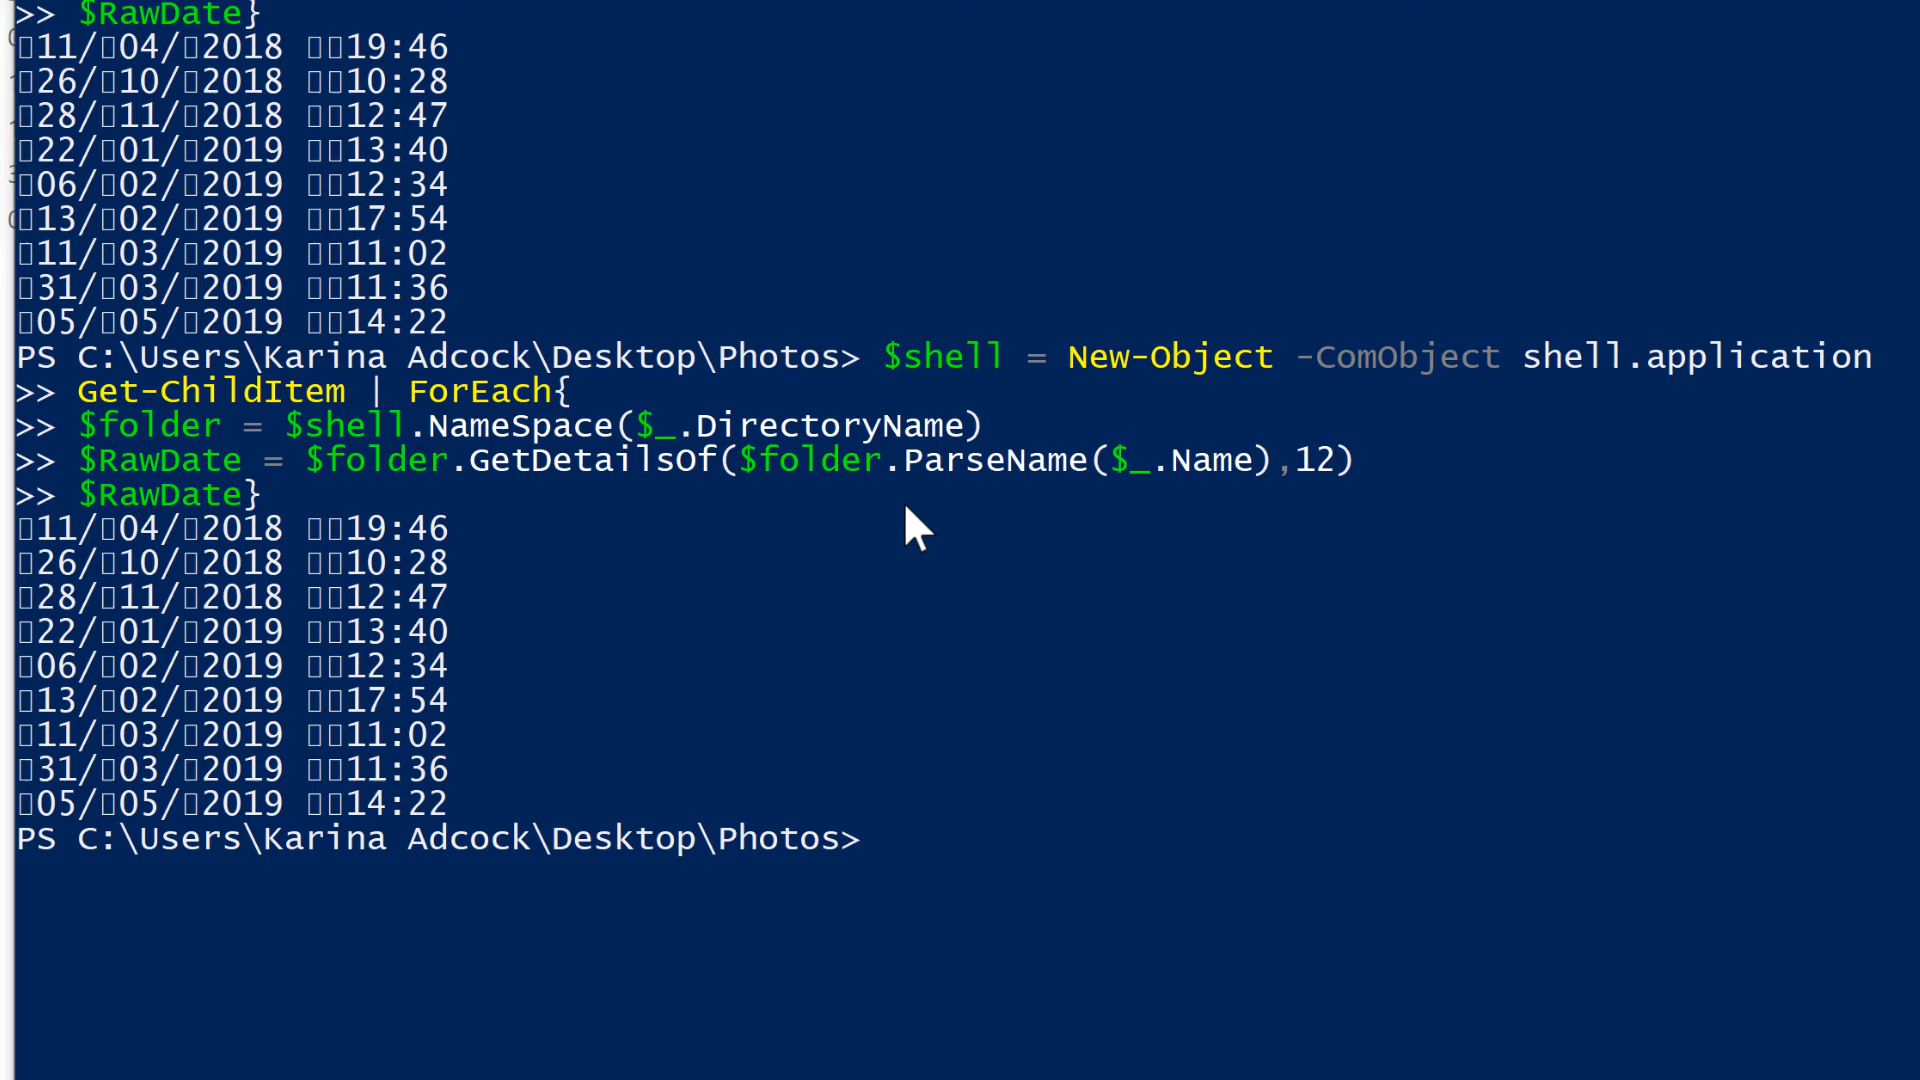 >> $RawDate}
▯11/▯04/▯2018 ▯▯19:46
▯26/▯10/▯2018 ▯▯10:28
▯28/▯11/▯2018 ▯▯12:47
▯22/▯01/▯2019 ▯▯13:40
▯06/▯02/▯2019 ▯▯12:34
▯13/▯02/▯2019 ▯▯17:54
▯11/▯03/▯2019 ▯▯11:02
▯31/▯03/▯2019 ▯▯11:36
▯05/▯05/▯2019 ▯▯14:22
PS C:\Users\Karina Adcock\Desktop\Photos> $shell = New-Object -ComObject shell.application
>> Get-ChildItem | ForEach{
>> $folder = $shell.NameSpace($_.DirectoryName)
>> $RawDate = $folder.GetDetailsOf($folder.ParseName($_.Name),12)
>> $RawDate}
▯11/▯04/▯2018 ▯▯19:46
▯26/▯10/▯2018 ▯▯10:28
▯28/▯11/▯2018 ▯▯12:47
▯22/▯01/▯2019 ▯▯13:40
▯06/▯02/▯2019 ▯▯12:34
▯13/▯02/▯2019 ▯▯17:54
▯11/▯03/▯2019 ▯▯11:02
▯31/▯03/▯2019 ▯▯11:36
▯05/▯05/▯2019 ▯▯14:22
PS C:\Users\Karina Adcock\Desktop\Photos>